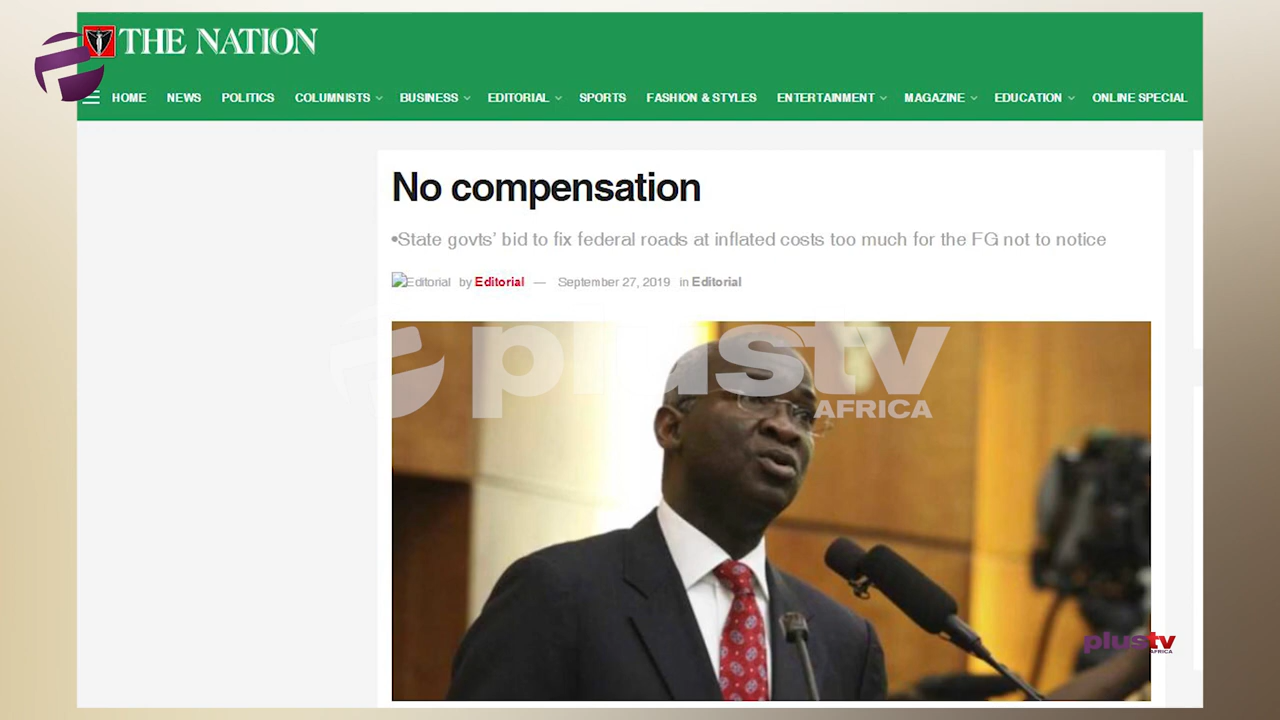 THE NATION
HOME NEWS POLITICS COLUMNISTS BUSINESS EDITORIAL SPORTS FASHION & STYLES ENTERTAINMENT MAGAZINE EDUCATION ONLINE SPECIAL
No compensation
•State govts' bid to fix federal roads at inflated costs too much for the FG not to notice
Editorial by Editorial — September 27, 2019 in Editorial
plustv
AFRICA
plustv
AFRICA